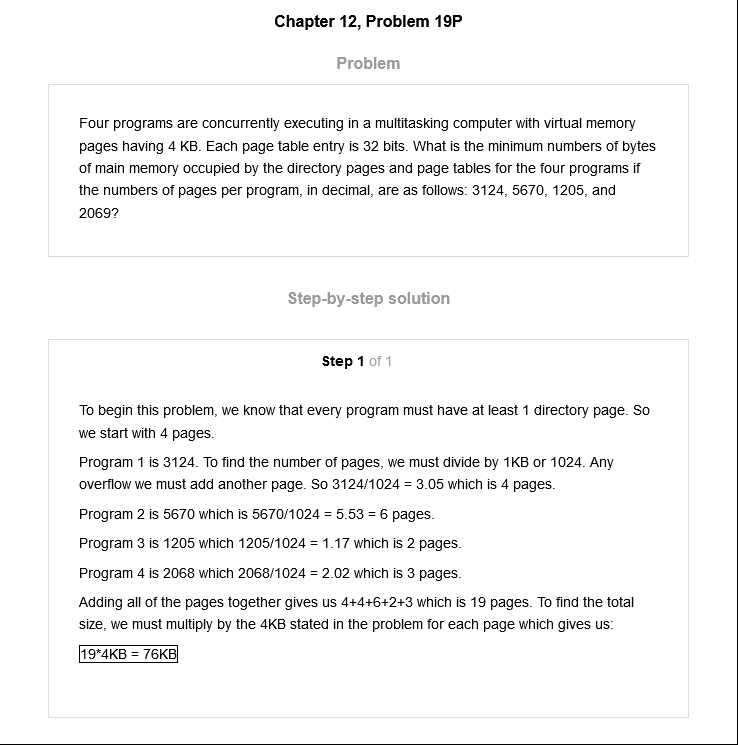 Chapter 12, Problem 19P
Problem
Four programs are concurrently executing in a multitasking computer with virtual memory
pages having 4 KB. Each page table entry is 32 bits. What is the minimum numbers of bytes
of main memory occupied by the directory pages and page tables for the four programs if
the numbers of pages per program, in decimal, are as follows: 3124, 5670, 1205, and
2069?
Step-by-step solution
Step 1 of 1
To begin this problem, we know that every program must have at least 1 directory page. So
we start with 4 pages.
Program 1 is 3124. To find the number of pages, we must divide by 1KB or 1024. Any
overflow we must add another page. So 3124/1024 = 3.05 which is 4 pages.
Program 2 is 5670 which is 5670/1024 = 5.53 = 6 pages.
Program 3 is 1205 which 1205/1024 = 1.17 which is 2 pages.
Program 4 is 2068 which 2068/1024 = 2.02 which is 3 pages.
Adding all of the pages together gives us 4+4+6+2+3 which is 19 pages. To find the total
size, we must multiply by the 4KB stated in the problem for each page which gives us:
19*4KB = 76KB